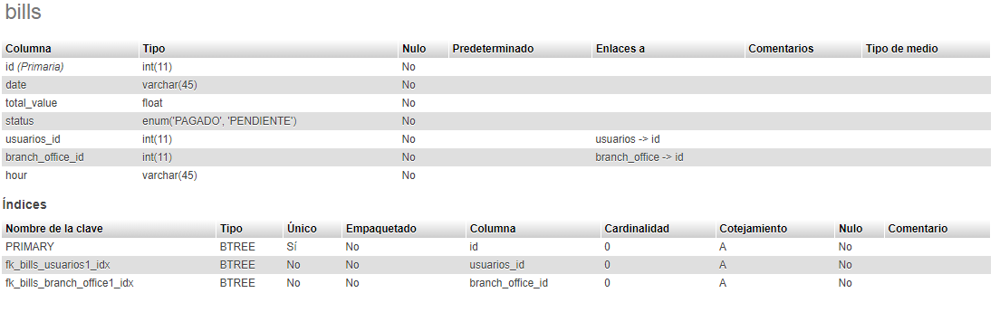 bills
Columna Tipo Nulo Predeterminado Enlaces a Comentarios Tipo de medio
id (Primaria) int(11) No
date varchar(45) No
total_value float No
status enum('PAGADO', 'PENDIENTE') No
usuarios_id int(11) No usuarios -> id
branch_office_id int(11) No branch_office -> id
hour varchar(45) No
Índices
Nombre de la clave Tipo Único Empaquetado Columna Cardinalidad Cotejamiento Nulo Comentario
PRIMARY BTREE Sí No id 0 A No
fk_bills_usuarios1_idx BTREE No No usuarios_id 0 A No
fk_bills_branch_office1_idx BTREE No No branch_office_id 0 A No